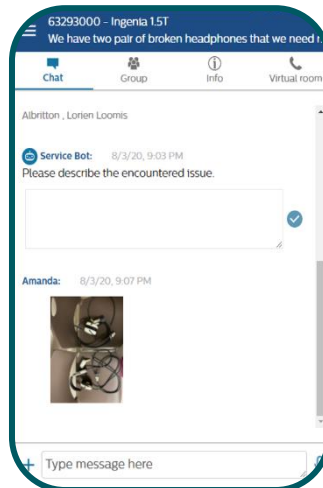 63293000 - Ingenia 1.5T
We have two pair of broken headphones that we need r.
Chat Group Info Virtual room
Albritton , Lorien Loomis
Service Bot: 8/3/20, 9:03 PM
Please describe the encountered issue.
Amanda: 8/3/20, 9:07 PM
Type message here